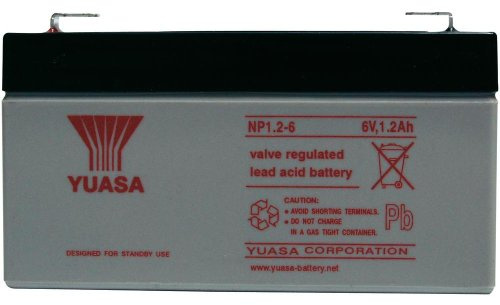 YUASA
DESIGNED FOR STANDBY USE
NP1.2-6 6V,1.2Ah
valve regulated
lead acid battery
CAUTION:
• AVOID SHORTING TERMINALS.
• DO NOT CHARGE
IN A GAS TIGHT CONTAINER.
Pb
YUASA CORPORATION
www.yuasa-battery.net